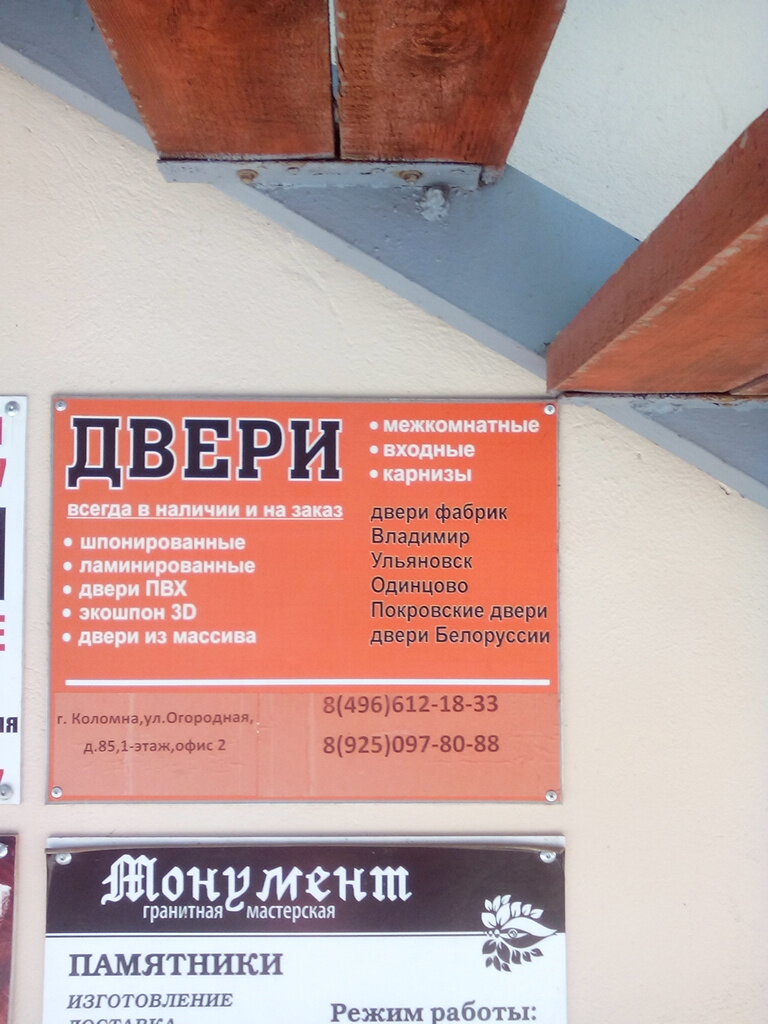 ДВЕРИ
всегда в наличии и на заказ
• шпонированные
• ламинированные
• двери ПВХ
• экошпон 3D
• двери из массива
• межкомнатные
• входные
• карнизы
двери фабрик
Владимир
Ульяновск
Одинцово
Покровские двери
двери Белоруссии
г. Коломна,ул.Огородная,
д.85,1-этаж,офис 2
8(496)612-18-33
8(925)097-80-88
Монумент
гранитная мастерская
ПАМЯТНИКИ
ИЗГОТОВЛЕНИЕ
ДОСТАВКА
Режим работы: